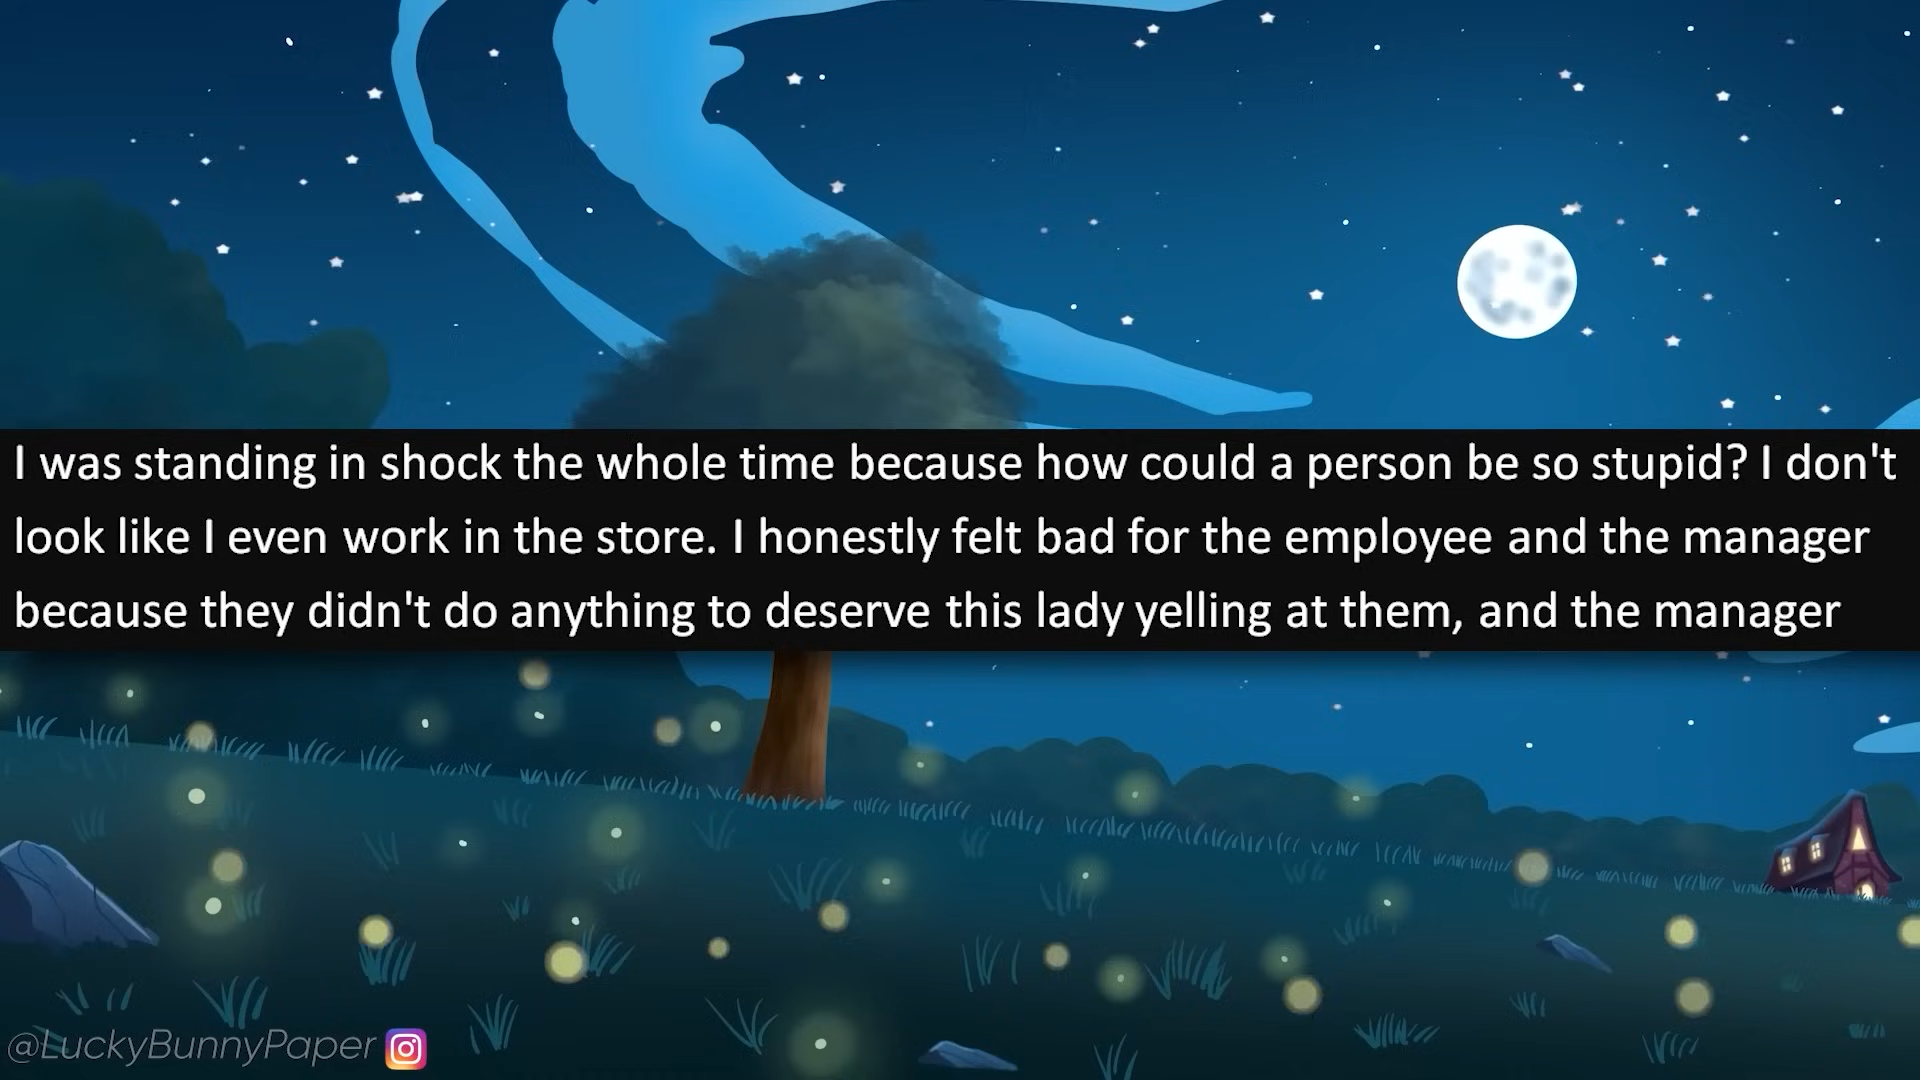 I was standing in shock the whole time because how could a person be so stupid? I don't
look like I even work in the store. I honestly felt bad for the employee and the manager
because they didn't do anything to deserve this lady yelling at them, and the manager
@LuckyBunnyPaper